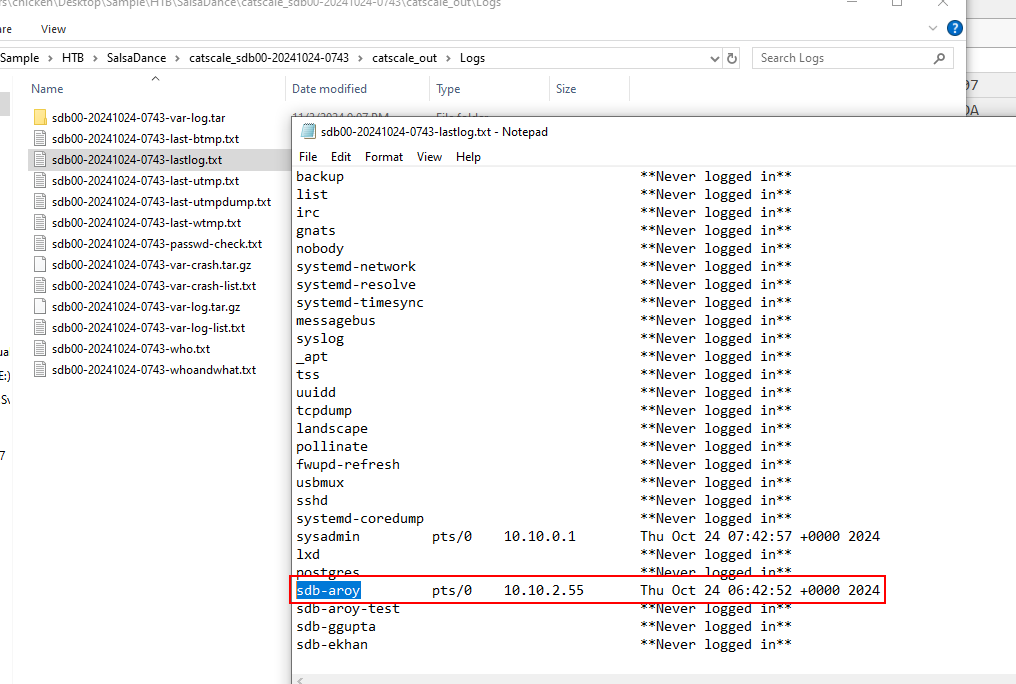 rs\chicken\Desktop\Sample\HTB\SalsaDance\catscale_sdb00-20241024-0743\catscale_out\Logs
are View
Sample > HTB > SalsaDance > catscale_sdb00-20241024-0743 > catscale_out > Logs
Search Logs
Name Date modified Type Size
sdb00-20241024-0743-var-log.tar
sdb00-20241024-0743-last-btmp.txt
sdb00-20241024-0743-lastlog.txt
sdb00-20241024-0743-last-utmp.txt
sdb00-20241024-0743-last-utmpdump.txt
sdb00-20241024-0743-last-wtmp.txt
sdb00-20241024-0743-passwd-check.txt
sdb00-20241024-0743-var-crash.tar.gz
sdb00-20241024-0743-var-crash-list.txt
sdb00-20241024-0743-var-log.tar.gz
sdb00-20241024-0743-var-log-list.txt
sdb00-20241024-0743-who.txt
sdb00-20241024-0743-whoandwhat.txt
sdb00-20241024-0743-lastlog.txt - Notepad
File Edit Format View Help
backup **Never logged in**
list **Never logged in**
irc **Never logged in**
gnats **Never logged in**
nobody **Never logged in**
systemd-network **Never logged in**
systemd-resolve **Never logged in**
systemd-timesync **Never logged in**
messagebus **Never logged in**
syslog **Never logged in**
_apt **Never logged in**
tss **Never logged in**
uuidd **Never logged in**
tcpdump **Never logged in**
landscape **Never logged in**
pollinate **Never logged in**
fwupd-refresh **Never logged in**
usbmux **Never logged in**
sshd **Never logged in**
systemd-coredump **Never logged in**
sysadmin pts/0 10.10.0.1 Thu Oct 24 07:42:57 +0000 2024
lxd **Never logged in**
postgres **Never logged in**
sdb-aroy pts/0 10.10.2.55 Thu Oct 24 06:42:52 +0000 2024
sdb-aroy-test **Never logged in**
sdb-ggupta **Never logged in**
sdb-ekhan **Never logged in**